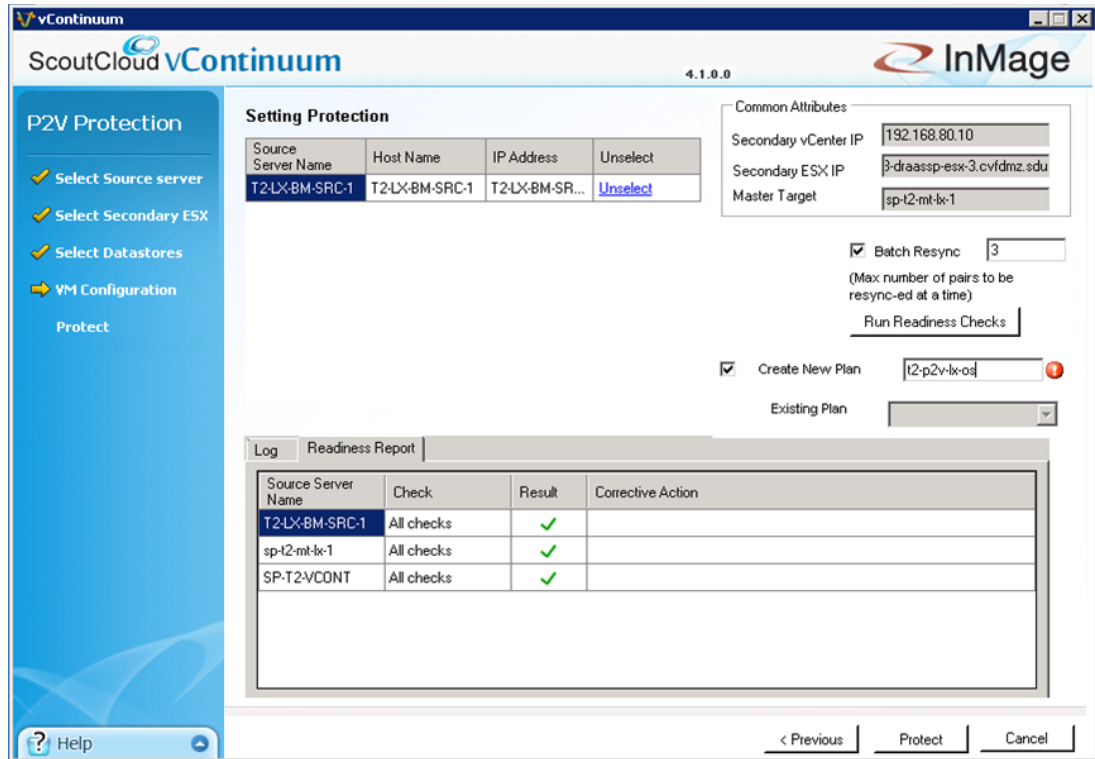 vContinuum
ScoutCloud vContinuum
4.1.0.0
InMage
P2V Protection
Select Source server
Select Secondary ESX
Select Datastores
VM Configuration
Protect
Setting Protection
Source Server Name Host Name IP Address Unselect
T2-LX-BM-SRC-1 T2-LX-BM-SRC-1 T2-LX-BM-SR... Unselect
Common Attributes
Secondary vCenter IP 192.168.80.10
Secondary ESX IP 3-draassp-esx-3.cvfdmz.sdu
Master Target sp-t2-mt-lx-1
Batch Resync 3
(Max number of pairs to be
resync-ed at a time)
Run Readiness Checks
Create New Plan t2-p2v-lx-os
Existing Plan
Log Readiness Report
Source Server Name Check Result Corrective Action
T2-LX-BM-SRC-1 All checks
sp-t2-mt-lx-1 All checks
SP-T2-VCONT All checks
? Help
< Previous Protect Cancel